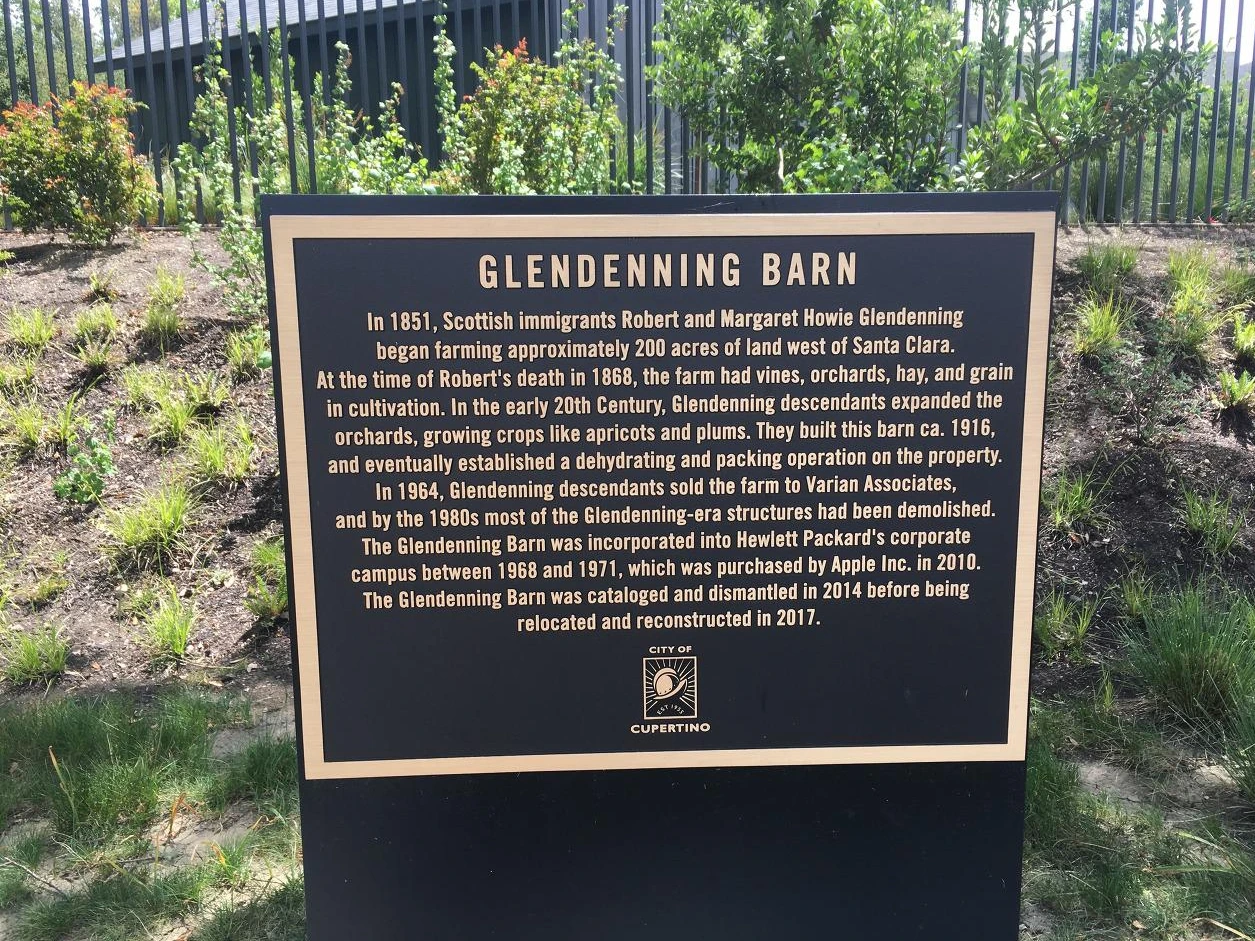 GLENDENNING BARN
In 1851, Scottish immigrants Robert and Margaret Howie Glendenning
began farming approximately 200 acres of land west of Santa Clara.
At the time of Robert's death in 1868, the farm had vines, orchards, hay, and grain
in cultivation. In the early 20th Century, Glendenning descendants expanded the
orchards, growing crops like apricots and plums. They built this barn ca. 1916,
and eventually established a dehydrating and packing operation on the property.
In 1964, Glendenning descendants sold the farm to Varian Associates,
and by the 1980s most of the Glendenning-era structures had been demolished.
The Glendenning Barn was incorporated into Hewlett Packard's corporate
campus between 1968 and 1971, which was purchased by Apple Inc. in 2010.
The Glendenning Barn was cataloged and dismantled in 2014 before being
relocated and reconstructed in 2017.
CITY OF
EST 1955
CUPERTINO